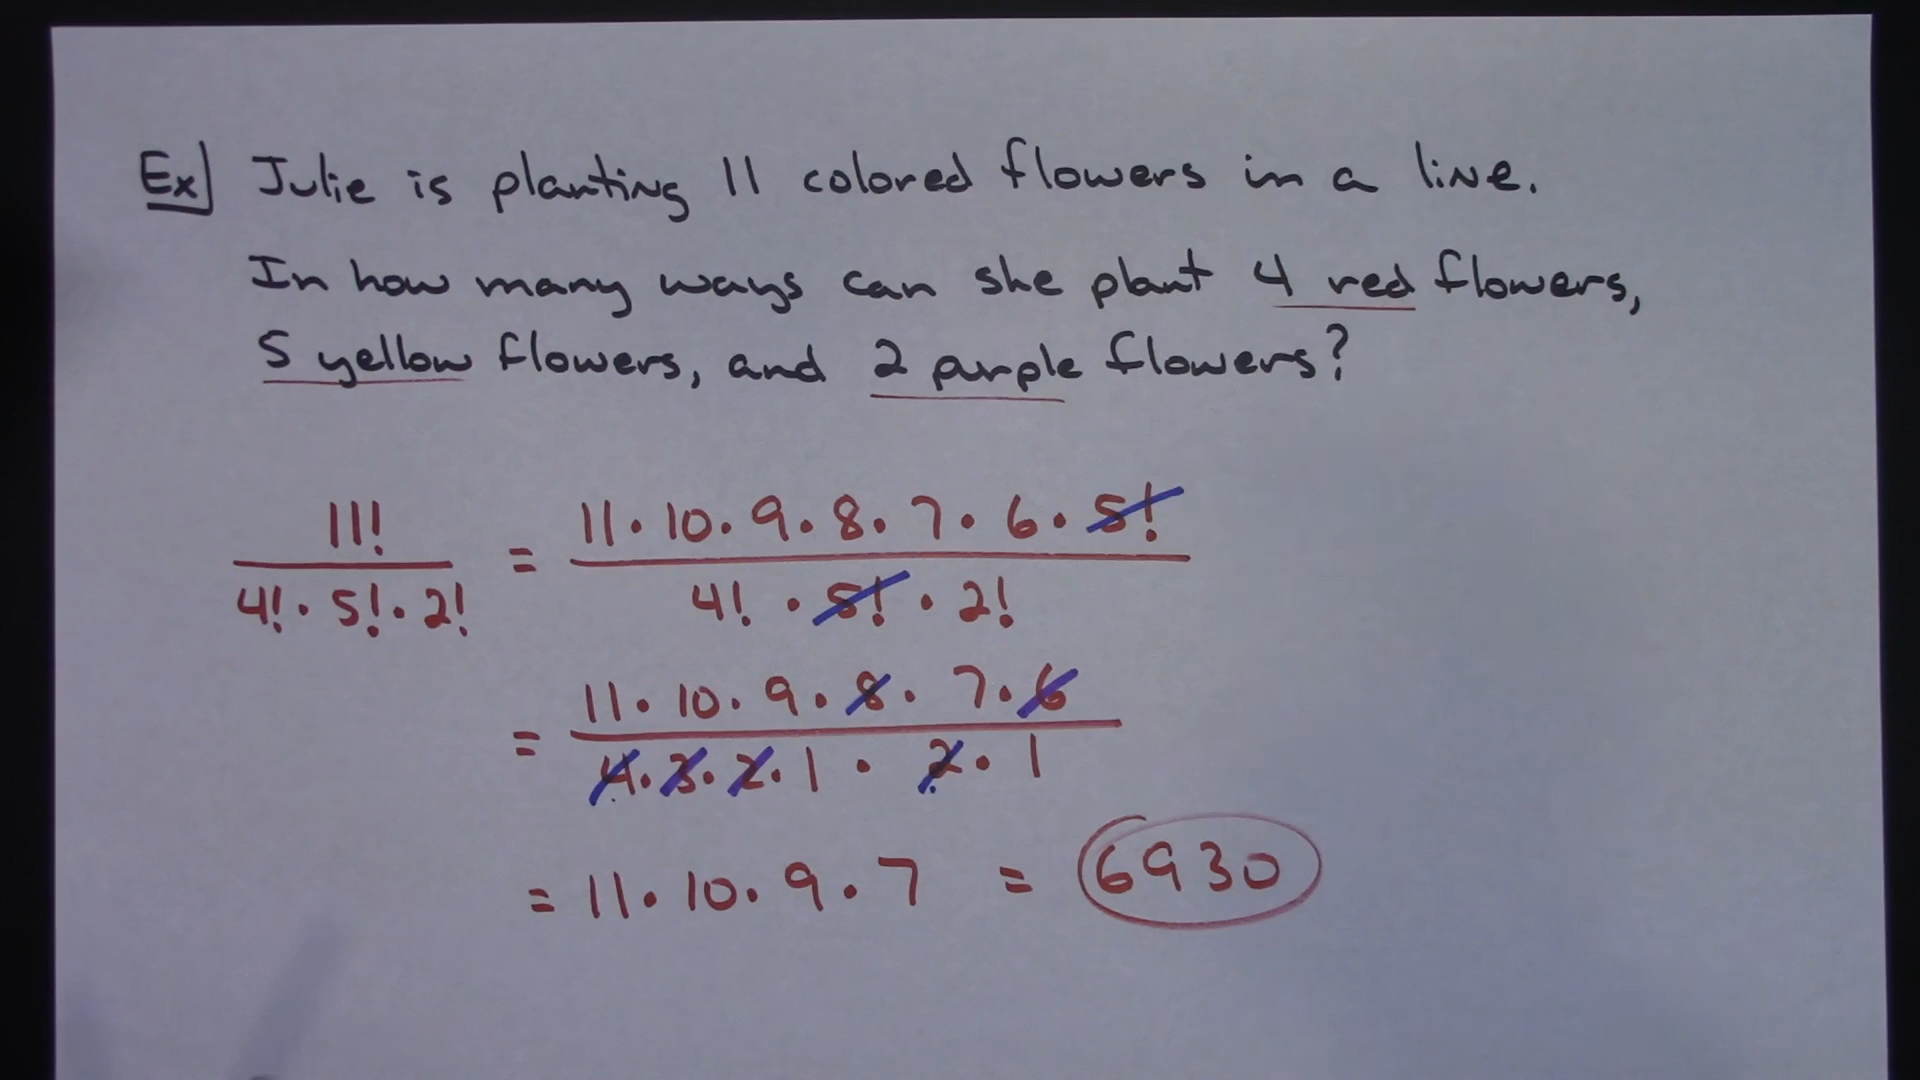 Ex] Julie is planting 11 colored flowers in a line.
In how many ways can she plant 4 red flowers,
5 yellow flowers, and 2 purple flowers?
11! / 4! · 5! · 2! = 11 · 10 · 9 · 8 · 7 · 6 · 5! / 4! · 5! · 2!
= 11 · 10 · 9 · 8 · 7 · 6 / 4 · 3 · 2 · 1 · 2 · 1
= 11 · 10 · 9 · 7 = 6930